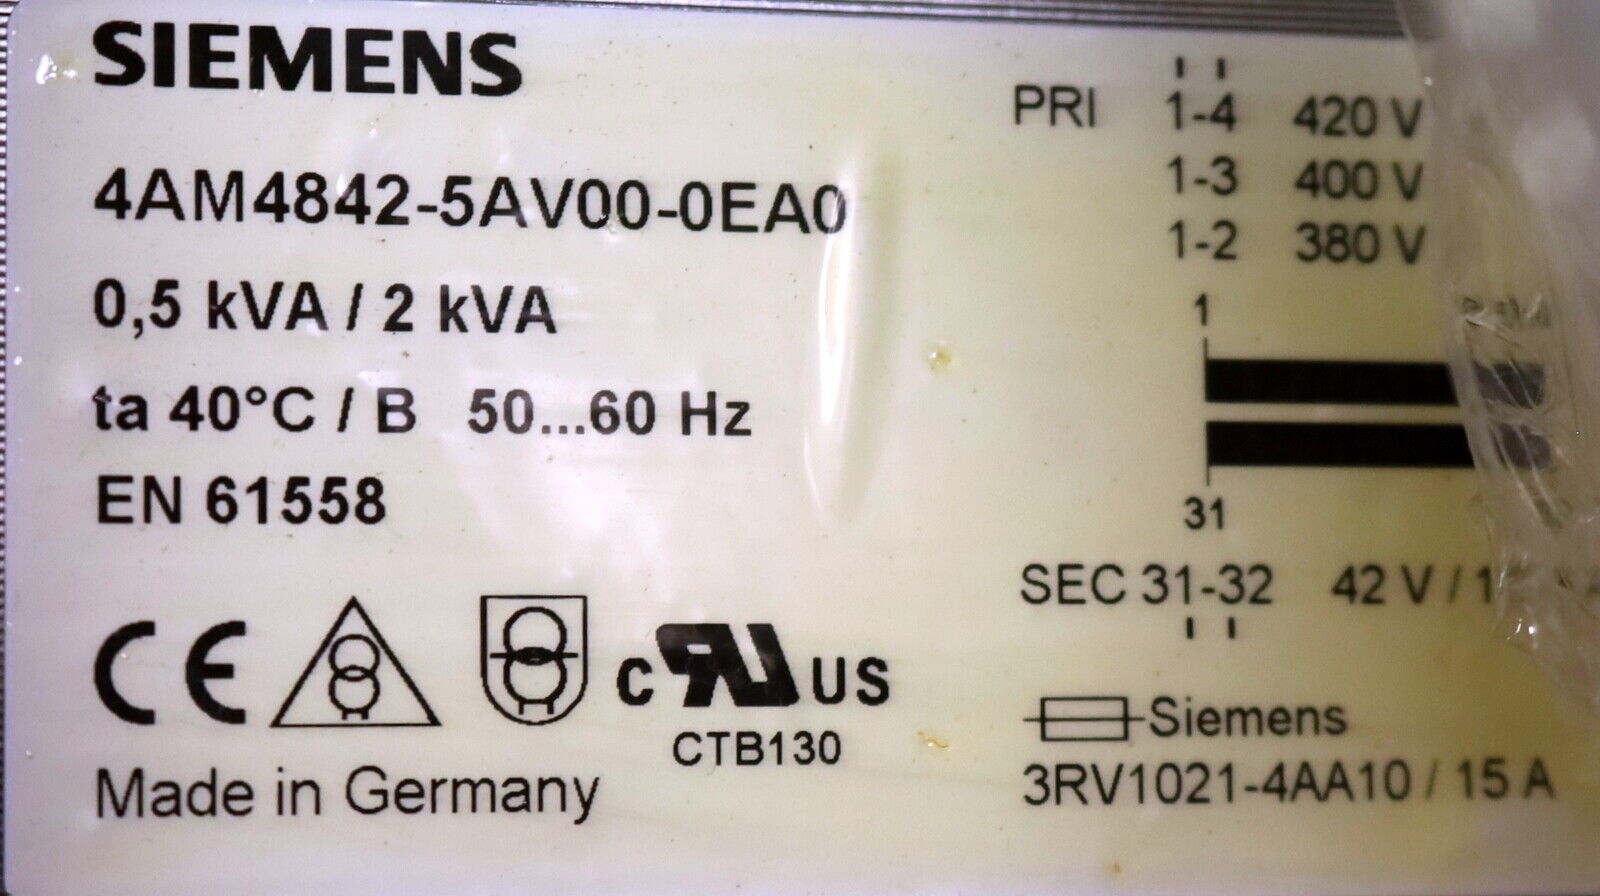 SIEMENS
4AM4842-5AV00-0EA0
0,5 kVA / 2 kVA
ta 40°C / B 50...60 Hz
EN 61558
CE
c RU US
CTB130
Made in Germany
PRI 1-4 420 V
1-3 400 V
1-2 380 V
1
31
SEC 31-32 42 V /
Siemens
3RV1021-4AA10 / 15 A